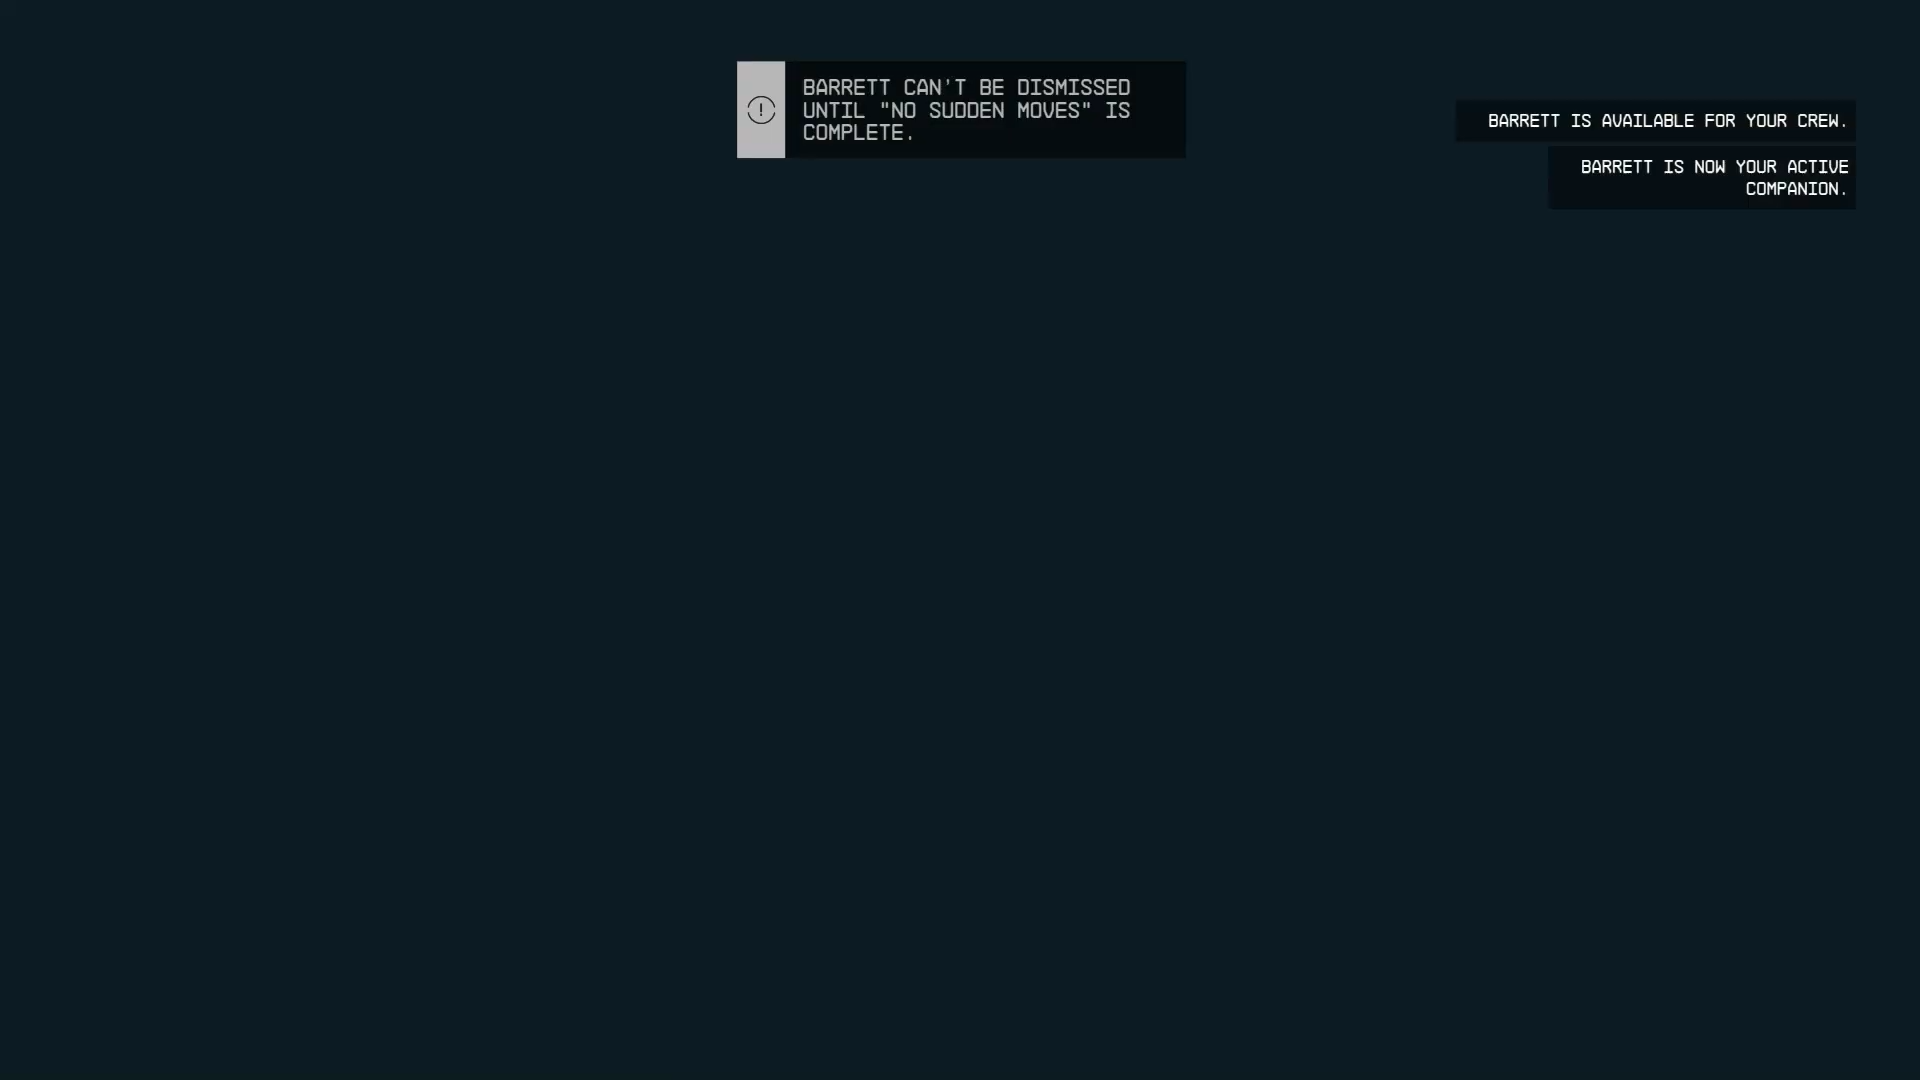 BARRETT CAN'T BE DISMISSED
UNTIL "NO SUDDEN MOVES" IS
COMPLETE.
BARRETT IS AVAILABLE FOR YOUR CREW.
BARRETT IS NOW YOUR ACTIVE
COMPANION.